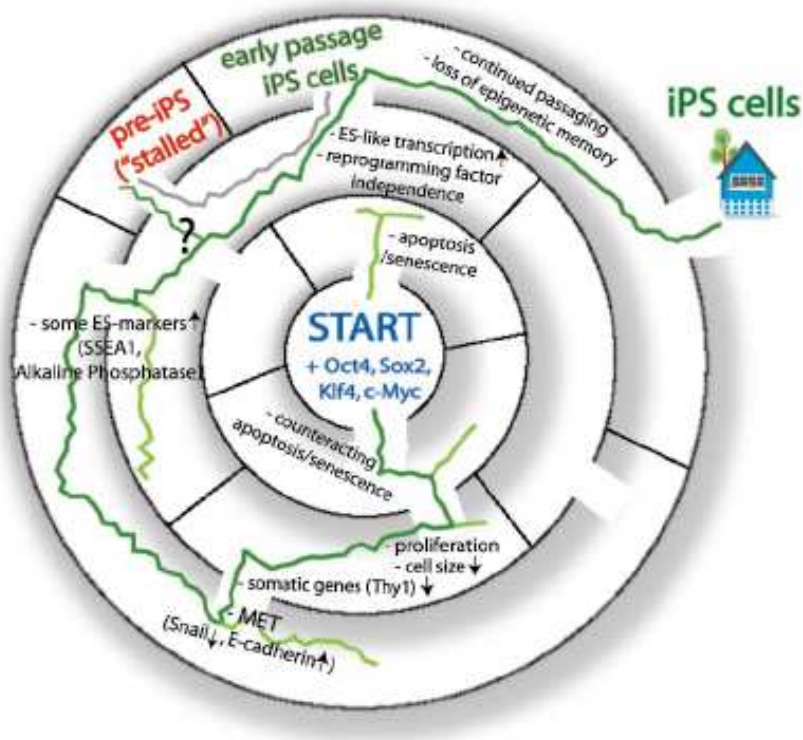 early passage
iPS cells
pre-iPS
("stalled")
- continued passaging
- loss of epigenetic memory
iPS cells
- ES-like transcription
- reprogramming factor
independence
?
- apoptosis
/senescence
START
+ Oct4, Sox2,
Klf4, c-Myc
- some ES-markers
(SSEA1,
Alkaline Phosphatase)
- counteracting
apoptosis/senescence
- proliferation
- cell size ↓
- somatic genes (Thy1) ↓
- MET
(Snail↓, E-cadherin↑)